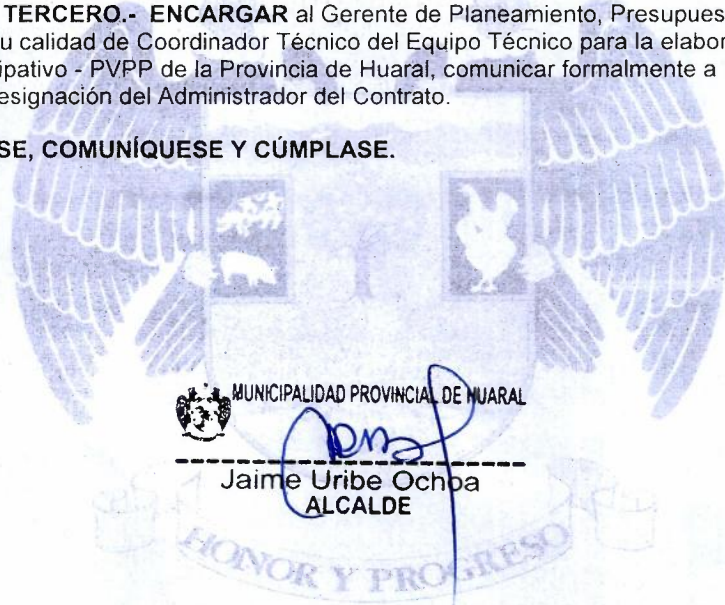 TERCERO.- ENCARGAR al Gerente de Planeamiento, Presupues
u calidad de Coordinador Técnico del Equipo Técnico para la elabor
ipativo - PVPP de la Provincia de Huaral, comunicar formalmente a
esignación del Administrador del Contrato.
SE, COMUNÍQUESE Y CÚMPLASE.
MUNICIPALIDAD PROVINCIAL DE HUARAL
Jaime Uribe Ochoa
ALCALDE
HONOR Y PROGRESO